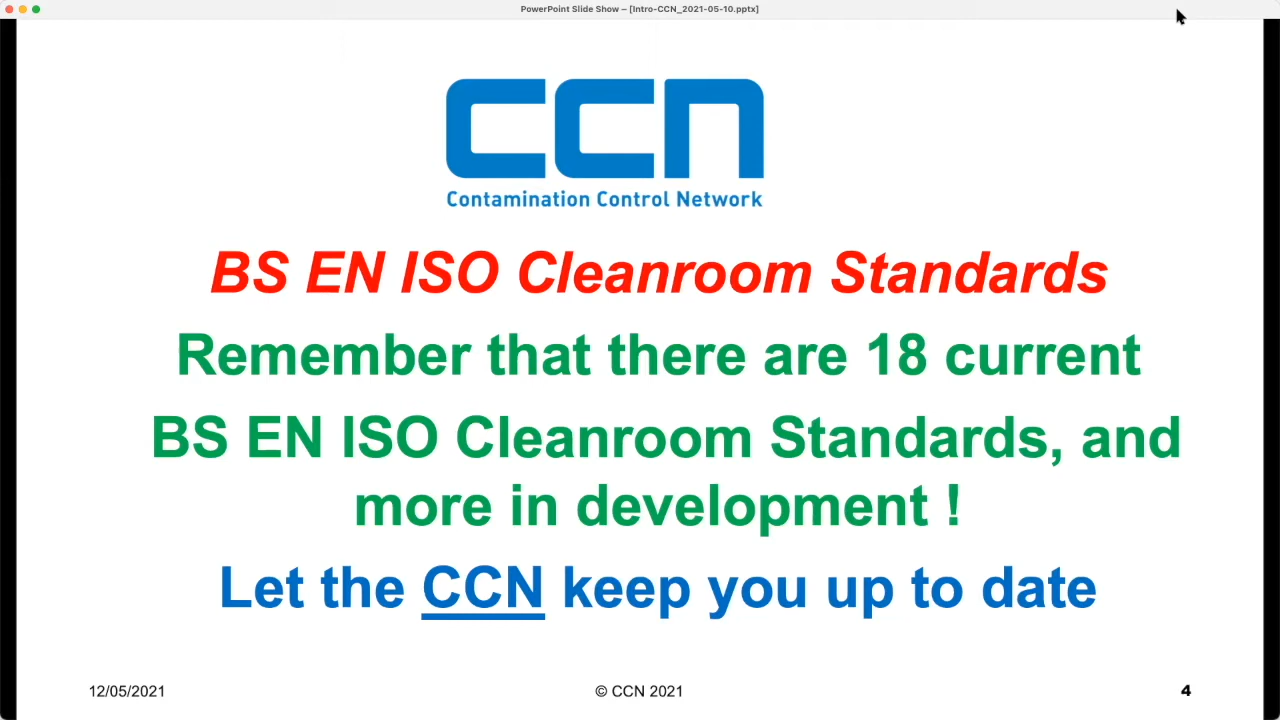 PowerPoint Slide Show – [Intro-CCN_2021-05-10.pptx]
CCN
Contamination Control Network
BS EN ISO Cleanroom Standards
Remember that there are 18 current
BS EN ISO Cleanroom Standards, and
more in development !
Let the CCN keep you up to date
12/05/2021
© CCN 2021
4